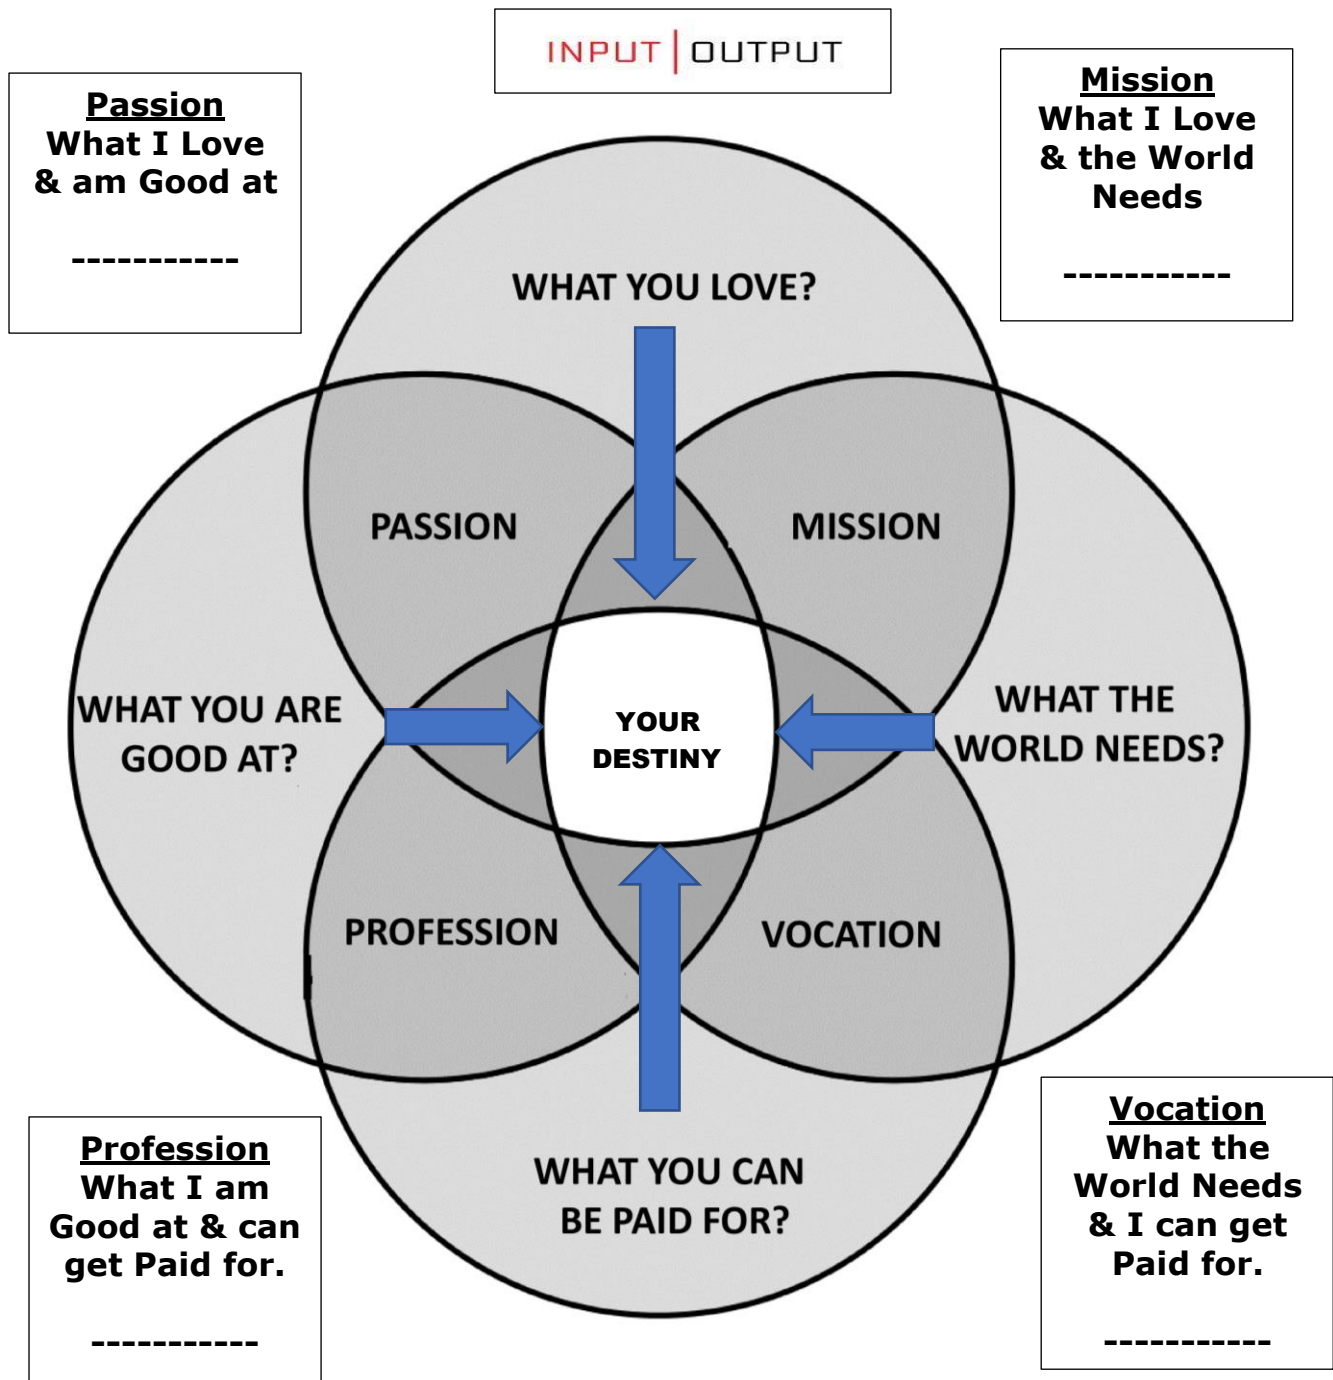 INPUT | OUTPUT
Passion
What I Love
& am Good at
-----------
Mission
What I Love
& the World
Needs
-----------
WHAT YOU LOVE?
PASSION
MISSION
WHAT YOU ARE
GOOD AT?
YOUR
DESTINY
WHAT THE
WORLD NEEDS?
PROFESSION
VOCATION
WHAT YOU CAN
BE PAID FOR?
Profession
What I am
Good at & can
get Paid for.
-----------
Vocation
What the
World Needs
& I can get
Paid for.
-----------